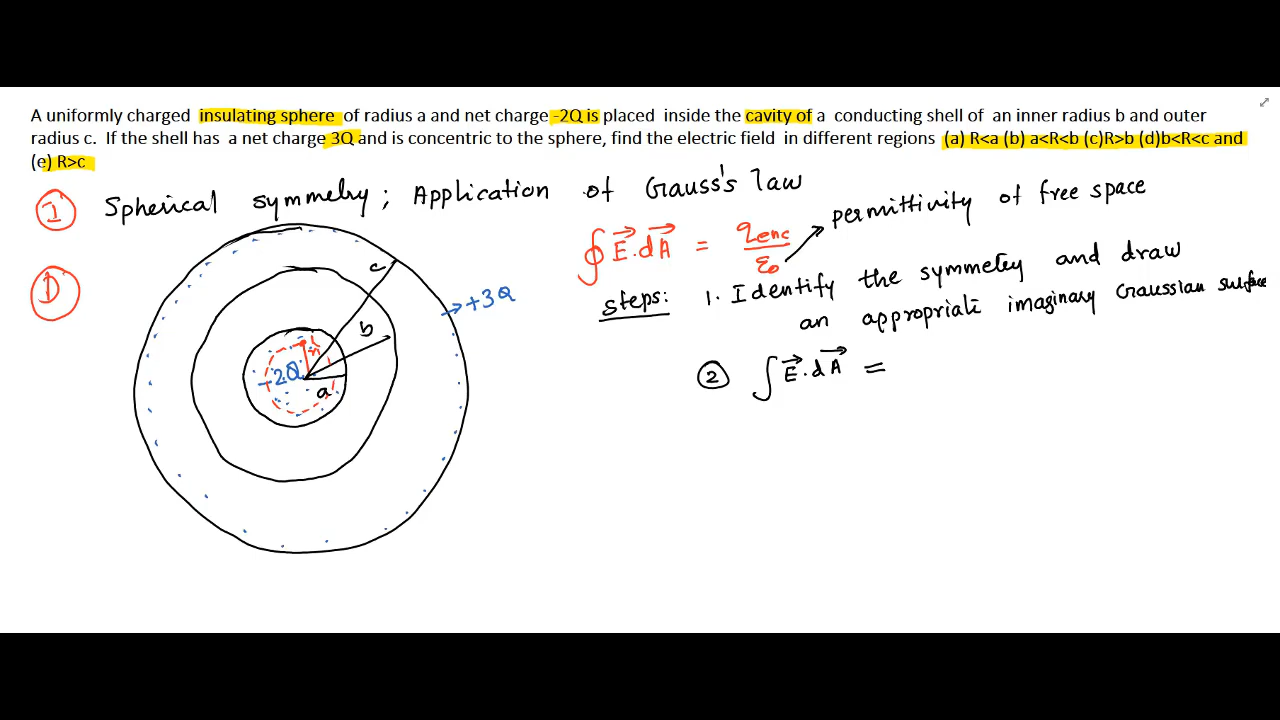 A uniformly charged insulating sphere of radius a and net charge -2Q is placed inside the cavity of a conducting shell of an inner radius b and outer
radius c. If the shell has a net charge 3Q and is concentric to the sphere, find the electric field in different regions (a) R<a (b) a<R<b (c)R>b (d)b<R<c and
(e) R>c
I Spherical symmetry; Application of Gauss's law
∮ E⃗.dA⃗ = qenc/ε0
permittivity of free space
D
steps: 1. Identify the symmetry and draw
an appropriate imaginary Gaussian surface
② ∫E⃗.dA⃗ =
c
→+3Q
b
-2Q
a